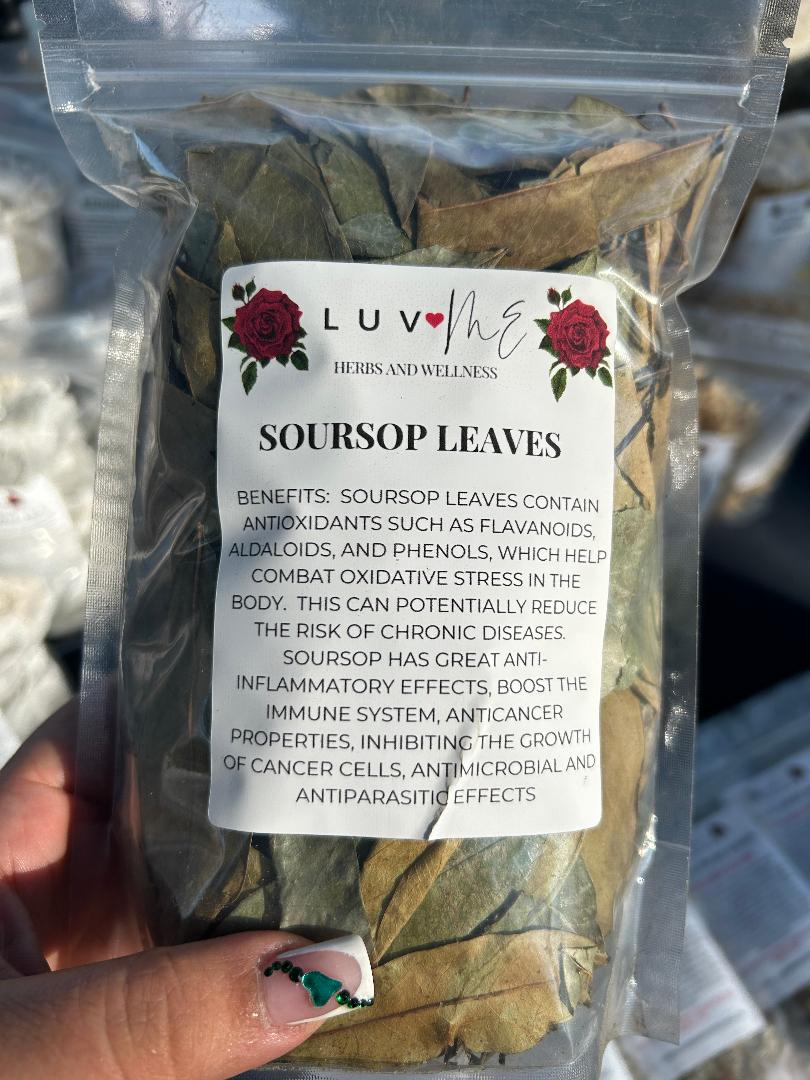 LUV ME
HERBS AND WELLNESS
SOURSOP LEAVES
BENEFITS: SOURSOP LEAVES CONTAIN
ANTIOXIDANTS SUCH AS FLAVANOIDS,
ALDALOIDS, AND PHENOLS, WHICH HELP
COMBAT OXIDATIVE STRESS IN THE
BODY. THIS CAN POTENTIALLY REDUCE
THE RISK OF CHRONIC DISEASES.
SOURSOP HAS GREAT ANTI-
INFLAMMATORY EFFECTS, BOOST THE
IMMUNE SYSTEM, ANTICANCER
PROPERTIES, INHIBITING THE GROWTH
OF CANCER CELLS, ANTIMICROBIAL AND
ANTIPARASITIC EFFECTS